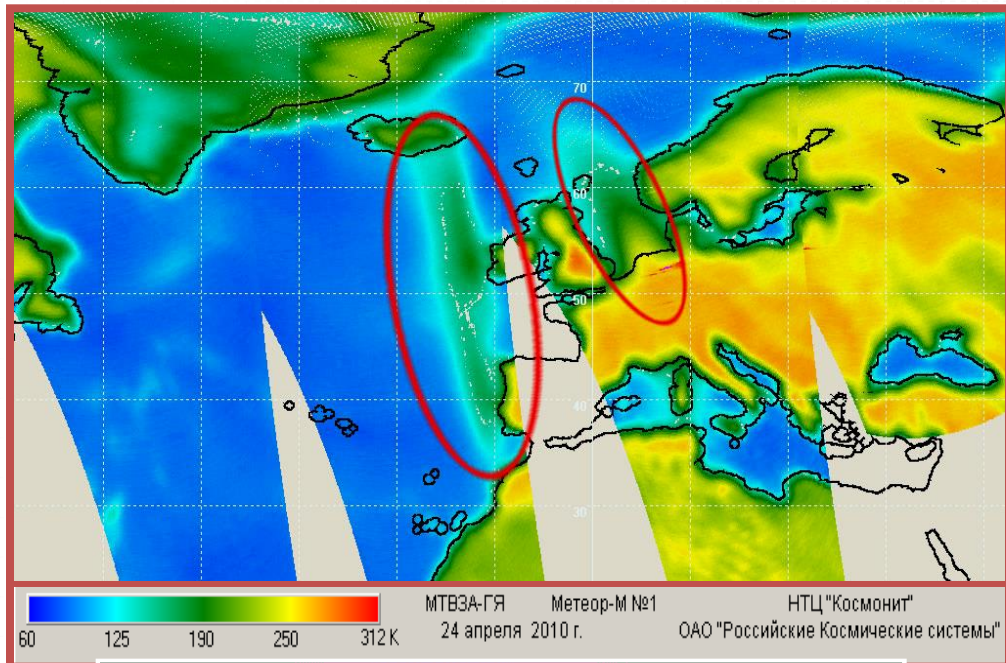 70
60
50
40
30
60 125 190 250 312 K
МТВЗА-ГЯ Метеор-М №1
24 апреля 2010 г.
НТЦ "Космонит"
ОАО "Российские Космические системы"